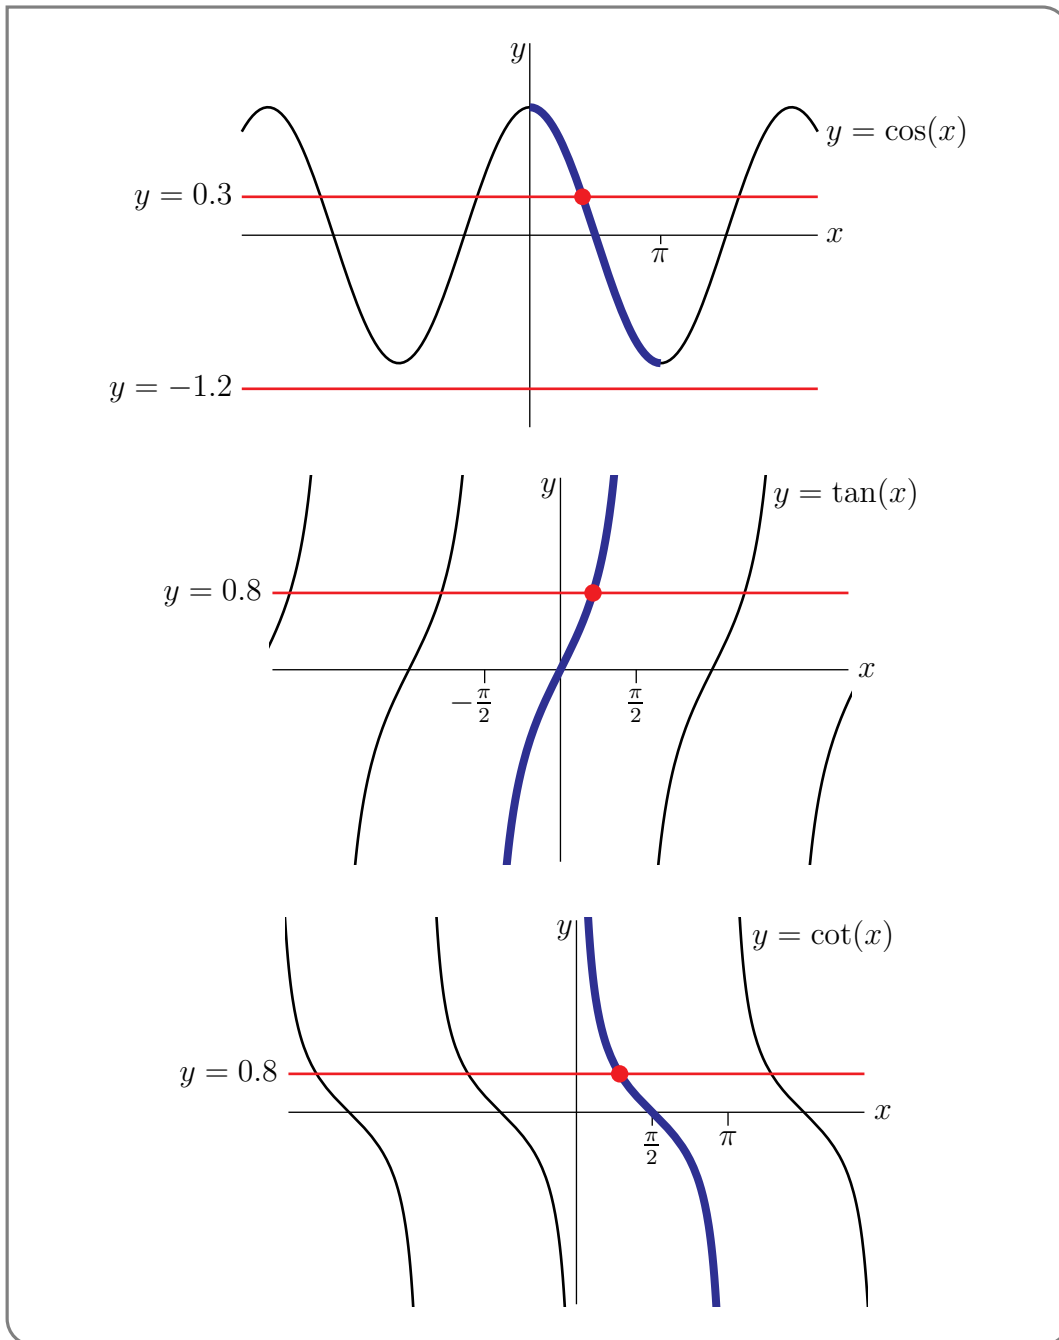 y
y = cos(x)
y = 0.3
x
π
y = −1.2
y
y = tan(x)
y = 0.8
x
−π/2
π/2
y
y = cot(x)
y = 0.8
x
π/2
π